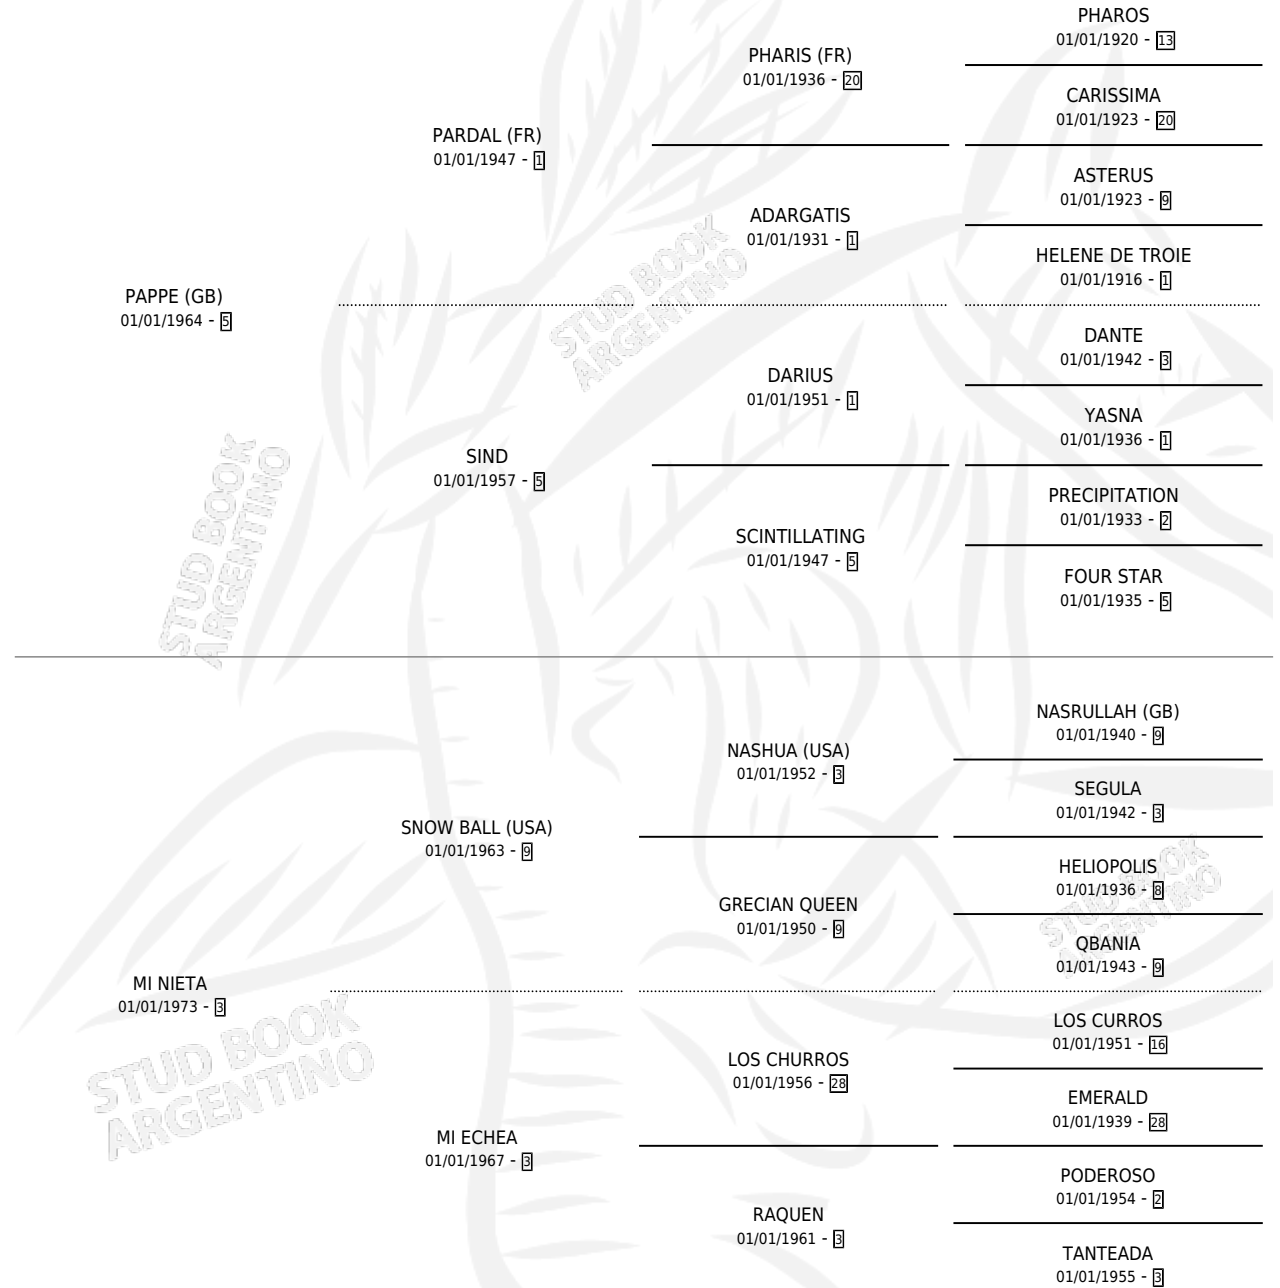 PHAROS
01/01/1920 - 13
PHARIS (FR)
01/01/1936 - 20
CARISSIMA
01/01/1923 - 20
PARDAL (FR)
01/01/1947 - 1
ASTERUS
01/01/1923 - 9
ADARGATIS
01/01/1931 - 1
HELENE DE TROIE
01/01/1916 - 1
PAPPE (GB)
01/01/1964 - 5
DANTE
01/01/1942 - 3
DARIUS
01/01/1951 - 1
YASNA
01/01/1936 - 1
SIND
01/01/1957 - 5
PRECIPITATION
01/01/1933 - 2
SCINTILLATING
01/01/1947 - 5
FOUR STAR
01/01/1935 - 5
NASRULLAH (GB)
01/01/1940 - 9
NASHUA (USA)
01/01/1952 - 3
SEGULA
01/01/1942 - 3
SNOW BALL (USA)
01/01/1963 - 9
HELIOPOLIS
01/01/1936 - 8
GRECIAN QUEEN
01/01/1950 - 9
QBANIA
01/01/1943 - 9
MI NIETA
01/01/1973 - 3
LOS CURROS
01/01/1951 - 16
LOS CHURROS
01/01/1956 - 28
EMERALD
01/01/1939 - 28
MI ECHEA
01/01/1967 - 3
PODEROSO
01/01/1954 - 2
RAQUEN
01/01/1961 - 3
TANTEADA
01/01/1955 - 3
STUD BOOK
ARGENTINO
STUD BOOK
ARGENTINO
STUD BOOK
ARGENTINO
STUD BOOK
ARGENTINO